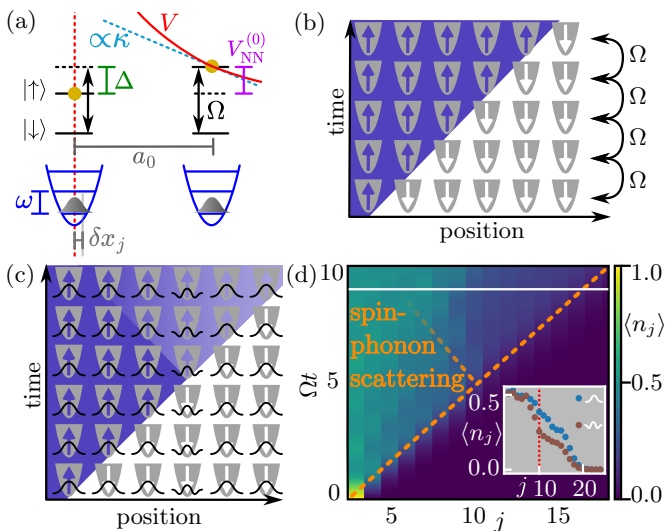 (a)
∝κ
V
V_NN^(0)
Δ
|↑⟩
Ω
|↓⟩
a_0
ω
δx_j
(b)
time
Ω
Ω
Ω
Ω
position
(c)
time
position
(d)
10
5
0
Ωt
spin-
phonon
scattering
0.5
⟨n_j⟩
0.0
j 10 20
5 j 15
1.0
⟨n_j⟩
0.5
0.0